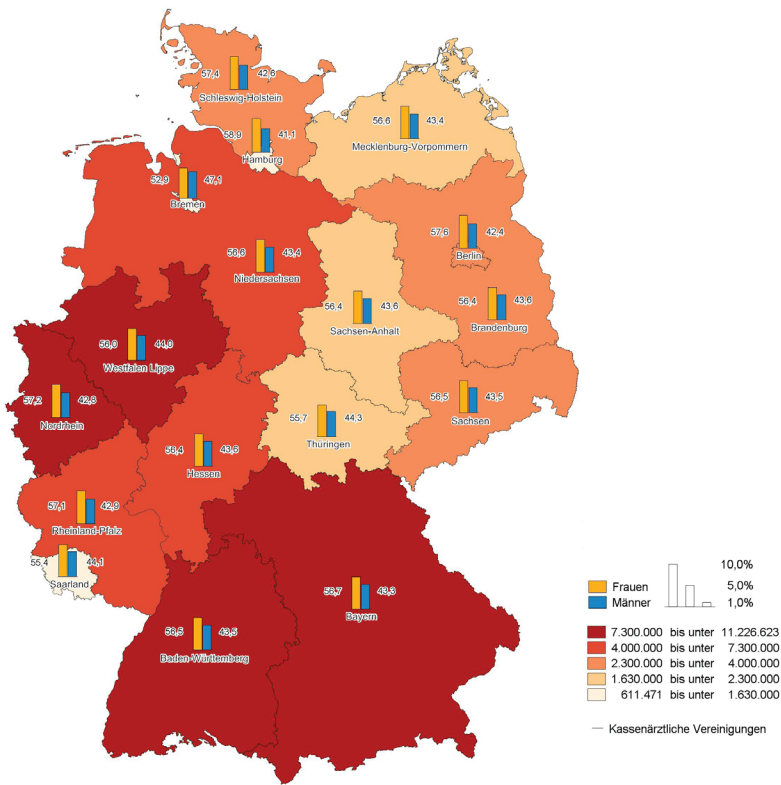 57,4 42,6
Schleswig-Holstein
58,9 41,1
Hamburg
56,6 43,4
Mecklenburg-Vorpommern
52,9 47,1
Bremen
57,6 42,4
Berlin
56,6 43,4
Niedersachsen
56,4 43,6
Brandenburg
56,4 43,6
Sachsen-Anhalt
56,0 44,0
Westfalen Lippe
57,2 42,8
Nordrhein
56,5 43,5
Sachsen
55,7 44,3
Thüringen
56,4 43,6
Hessen
57,1 42,9
Rheinland-Pfalz
55,4 44,1
Saarland
56,7 43,3
Bayern
56,5 43,5
Baden-Württemberg
10,0%
Frauen 5,0%
Männer 1,0%
7.300.000 bis unter 11.226.623
4.000.000 bis unter 7.300.000
2.300.000 bis unter 4.000.000
1.630.000 bis unter 2.300.000
611.471 bis unter 1.630.000
Kassenärztliche Vereinigungen